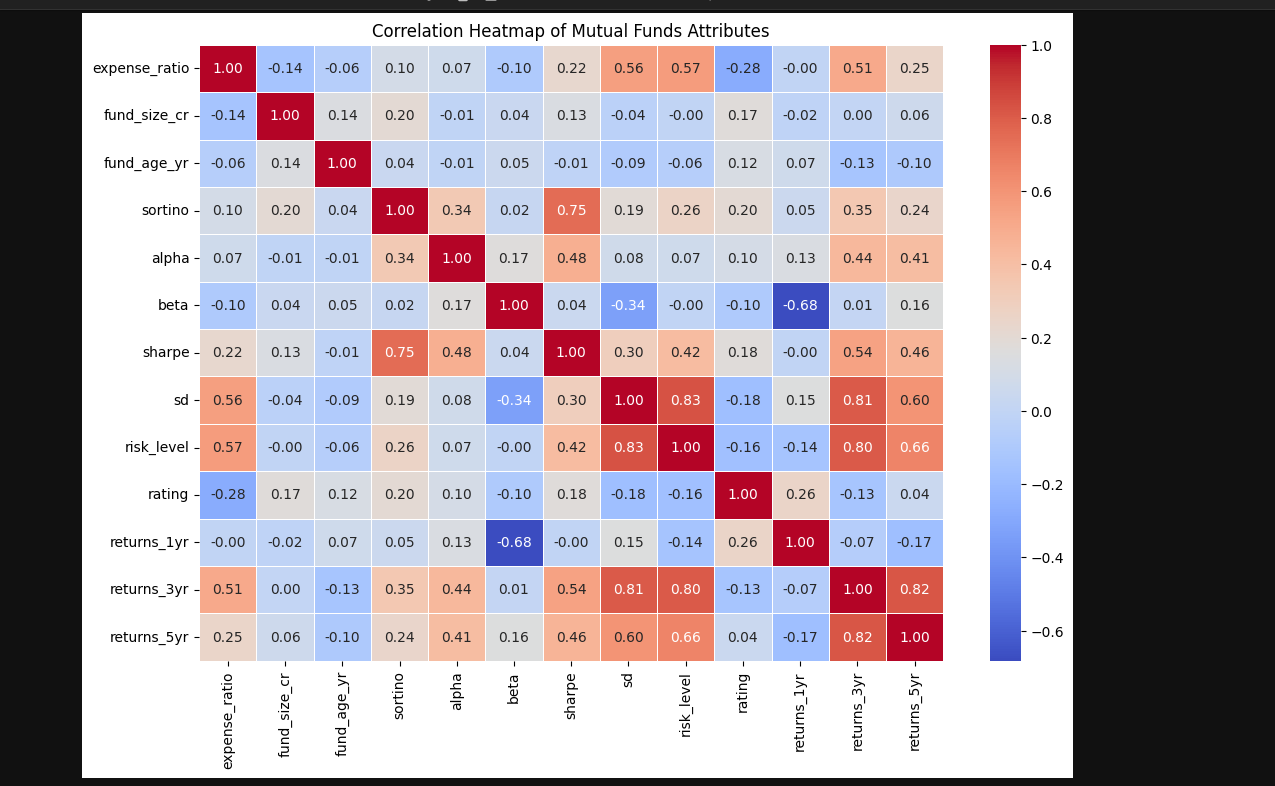 Correlation Heatmap of Mutual Funds Attributes
expense_ratio 1.00 -0.14 -0.06 0.10 0.07 -0.10 0.22 0.56 0.57 -0.28 -0.00 0.51 0.25
fund_size_cr -0.14 1.00 0.14 0.20 -0.01 0.04 0.13 -0.04 -0.00 0.17 -0.02 0.00 0.06
fund_age_yr -0.06 0.14 1.00 0.04 -0.01 0.05 -0.01 -0.09 -0.06 0.12 0.07 -0.13 -0.10
sortino 0.10 0.20 0.04 1.00 0.34 0.02 0.75 0.19 0.26 0.20 0.05 0.35 0.24
alpha 0.07 -0.01 -0.01 0.34 1.00 0.17 0.48 0.08 0.07 0.10 0.13 0.44 0.41
beta -0.10 0.04 0.05 0.02 0.17 1.00 0.04 -0.34 -0.00 -0.10 -0.68 0.01 0.16
sharpe 0.22 0.13 -0.01 0.75 0.48 0.04 1.00 0.30 0.42 0.18 -0.00 0.54 0.46
sd 0.56 -0.04 -0.09 0.19 0.08 -0.34 0.30 1.00 0.83 -0.18 0.15 0.81 0.60
risk_level 0.57 -0.00 -0.06 0.26 0.07 -0.00 0.42 0.83 1.00 -0.16 -0.14 0.80 0.66
rating -0.28 0.17 0.12 0.20 0.10 -0.10 0.18 -0.18 -0.16 1.00 0.26 -0.13 0.04
returns_1yr -0.00 -0.02 0.07 0.05 0.13 -0.68 -0.00 0.15 -0.14 0.26 1.00 -0.07 -0.17
returns_3yr 0.51 0.00 -0.13 0.35 0.44 0.01 0.54 0.81 0.80 -0.13 -0.07 1.00 0.82
returns_5yr 0.25 0.06 -0.10 0.24 0.41 0.16 0.46 0.60 0.66 0.04 -0.17 0.82 1.00
expense_ratio
fund_size_cr
fund_age_yr
sortino
alpha
beta
sharpe
sd
risk_level
rating
returns_1yr
returns_3yr
returns_5yr
1.0
0.8
0.6
0.4
0.2
0.0
−0.2
−0.4
−0.6